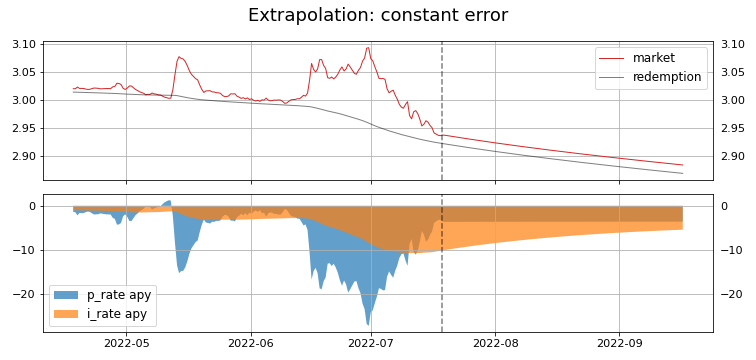 Extrapolation: constant error
3.10 3.10
3.05 3.05
3.00 3.00
2.95 2.95
2.90 2.90
market
redemption
0 0
−10 −10
−20 −20
p_rate apy
i_rate apy
2022-05 2022-06 2022-07 2022-08 2022-09